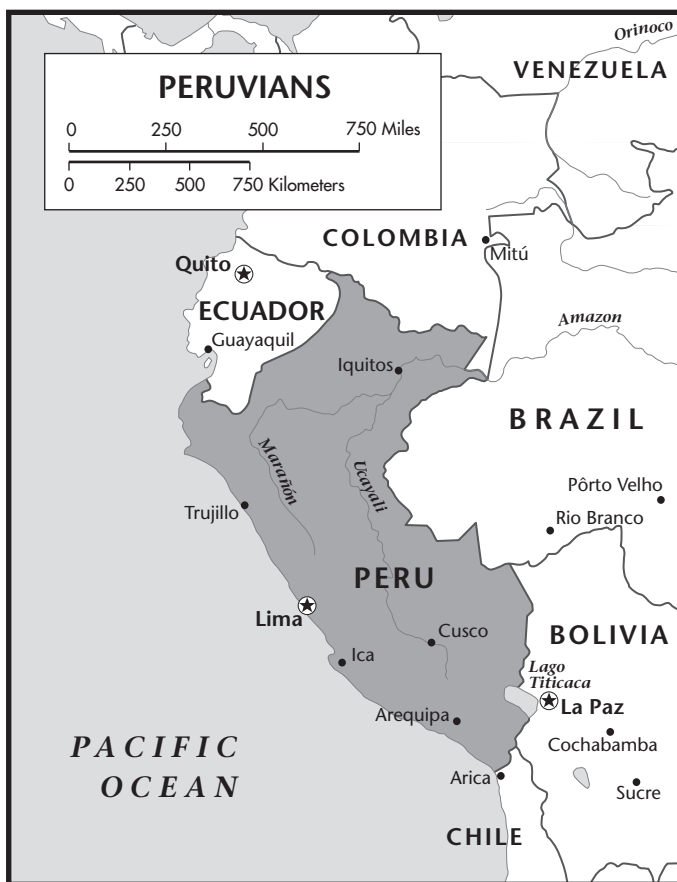 Orinoco
VENEZUELA
PERUVIANS
0 250 500 750 Miles
0 250 500 750 Kilometers
COLOMBIA
Mitú
Quito
ECUADOR
Guayaquil
Amazon
Iquitos
BRAZIL
Marañón
Ucayali
Pôrto Velho
Trujillo
Rio Branco
PERU
Lima
Cusco
BOLIVIA
Ica
Lago
Titicaca
La Paz
Arequipa
Cochabamba
PACIFIC
OCEAN
Arica
Sucre
CHILE